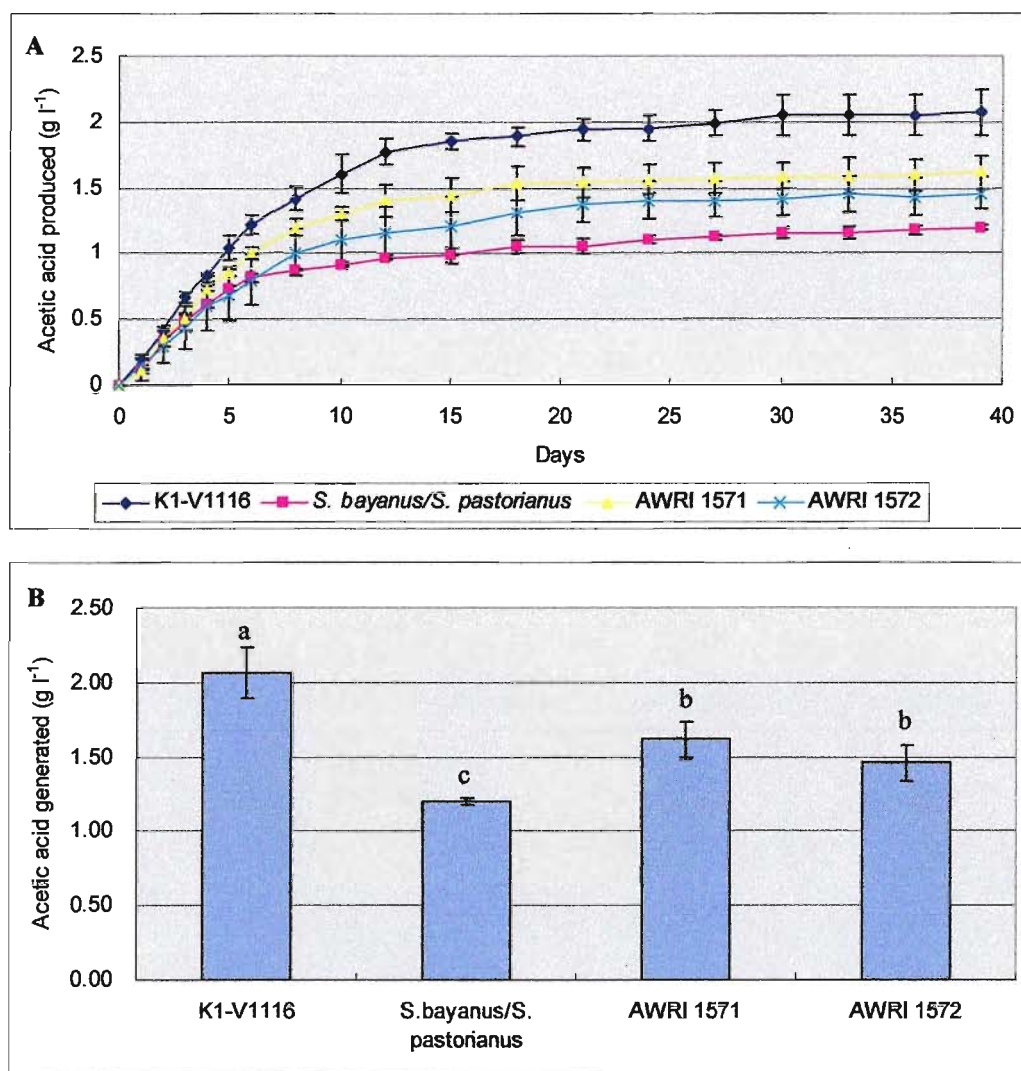 A
Acetic acid produced (g l⁻¹)
2.5
2
1.5
1
0.5
0
0 5 10 15 20 25 30 35 40
Days
K1-V1116 S. bayanus/S. pastorianus AWRI 1571 AWRI 1572
B
Acetic acid generated (g l⁻¹)
2.50
2.00
1.50
1.00
0.50
0.00
a
c
b
b
K1-V1116 S.bayanus/S. AWRI 1571 AWRI 1572
pastorianus